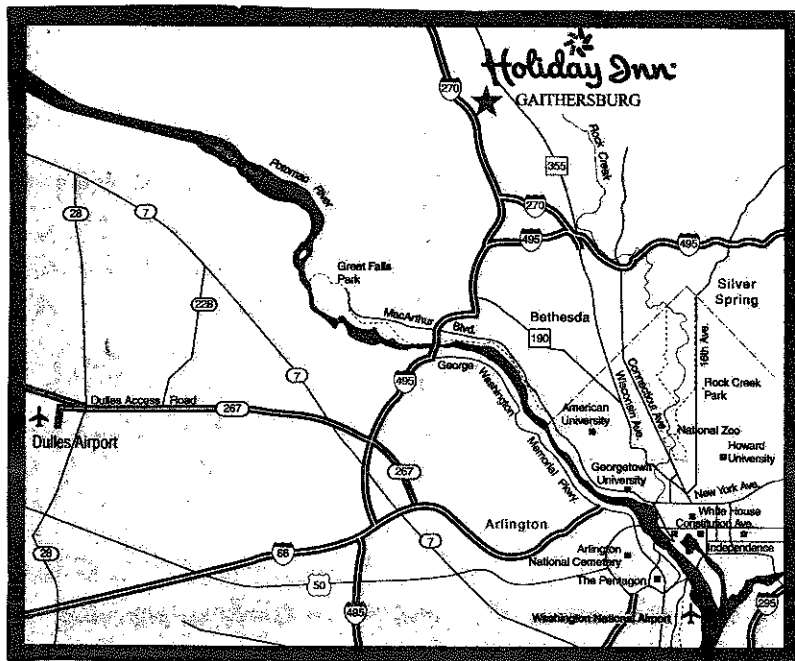 Holiday Inn
GAITHERSBURG
270
355
Rock Creek
Potomac River
28
7
270
495
495
Great Falls
Park
Silver
Spring
228
MacArthur Blvd.
Bethesda
190
16th Ave.
7
495
George Washington Memorial Pkwy.
Connecticut Ave.
Wisconsin Ave.
Rock Creek
Park
Dulles Access Road
267
American
University
National Zoo
Dulles Airport
Howard
University
267
Georgetown
University
New York Ave.
White House
Arlington
Constitution Ave.
28
66
7
Arlington
National Cemetery
Independence
50
The Pentagon
495
Washington National Airport
295